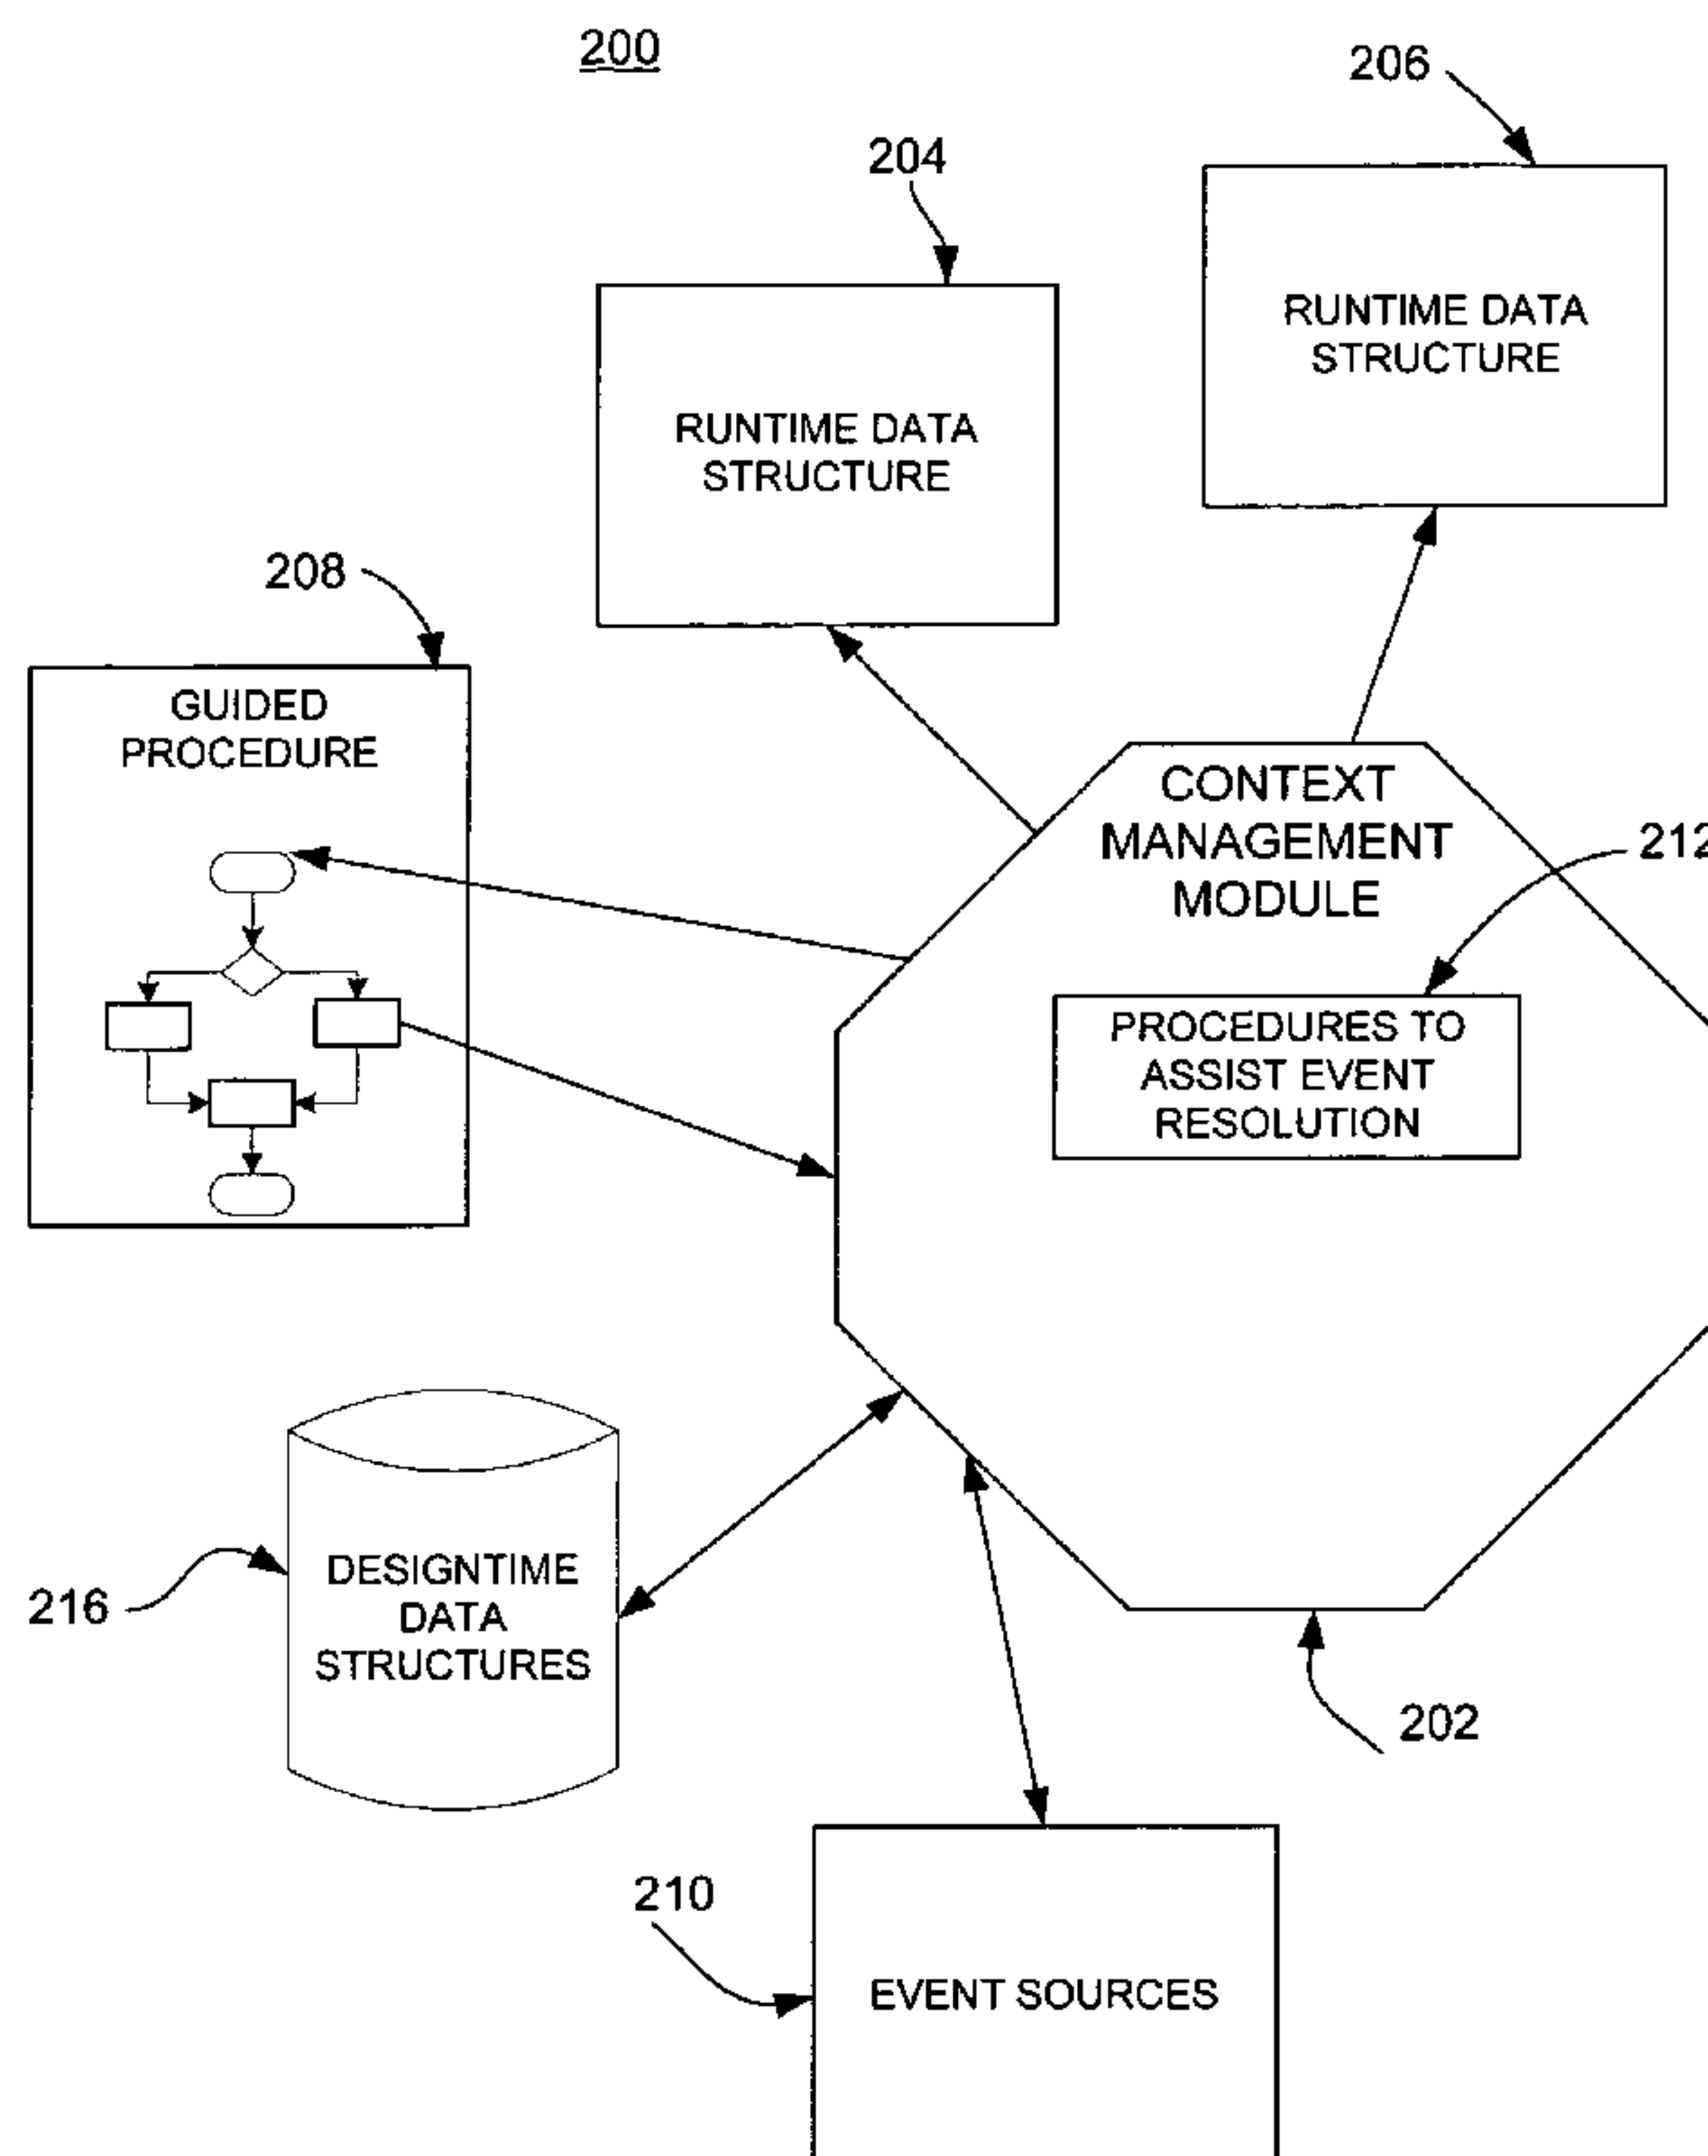 200
206
204
RUNTIME DATA
STRUCTURE
RUNTIME DATA
STRUCTURE
208
GUIDED
PROCEDURE
CONTEXT
MANAGEMENT
MODULE
212
PROCEDURES TO
ASSIST EVENT
RESOLUTION
216
DESIGNTIME
DATA
STRUCTURES
202
210
EVENT SOURCES